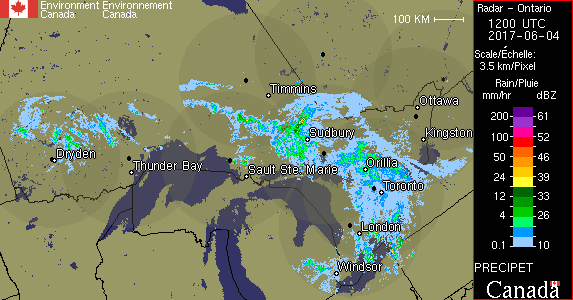 Environment Environnement
Canada Canada
100 KM
Timmins
Ottawa
Sudbury
Kingston
Dryden
Thunder Bay
Sault Ste. Marie
Orillia
Toronto
London
Windsor
Radar - Ontario
1200 UTC
2017-06-04
Scale/Échelle:
3.5 km/Pixel
Rain/Pluie
mm/hr dBZ
200 61
100 52
50 46
24 39
12 33
4 26
0.1 10
PRECIPET
Canada